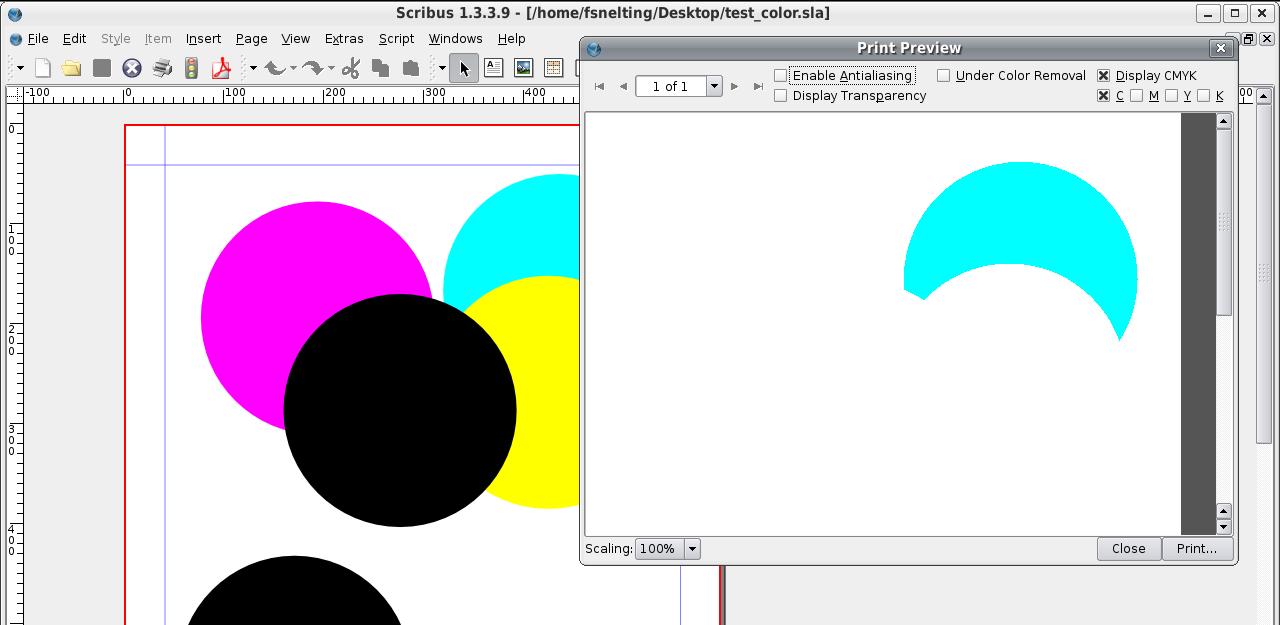 Scribus 1.3.3.9 - [/home/fsnelting/Desktop/test_color.sla]
File Edit Style Item Insert Page View Extras Script Windows Help
Print Preview
1 of 1
Enable Antialiasing
Under Color Removal
Display CMYK
Display Transparency
C M Y K
-100 0 100 200 300 400
00
0
100
200
300
400
Scaling: 100%
Close
Print...